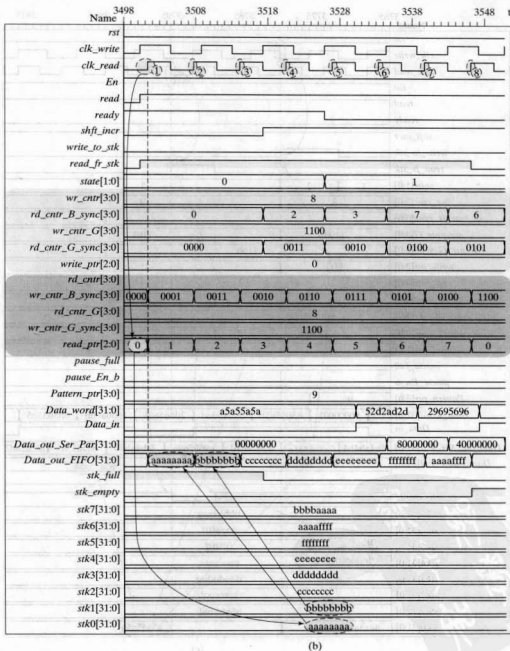 Name 3498 3508 3518 3528 3538 3548 t
rst
clk_write
clk_read 1 2 3 4 5 6 7 8
En
read
ready
shft_incr
write_to_stk
read_fr_stk
state[1:0] 0 1
wr_cntr[3:0] 8
rd_cntr_B_sync[3:0] 0 2 3 7 6
wr_cntr_G[3:0] 1100
rd_cntr_G_sync[3:0] 0000 0011 0010 0100 0101
write_ptr[2:0] 0
rd_cntr[3:0]
wr_cntr_B_sync[3:0] 0000 0001 0011 0010 0110 0111 0101 0100 1100
rd_cntr_G[3:0] 8
wr_cntr_G_sync[3:0] 1100
read_ptr[2:0] 0 1 2 3 4 5 6 7 0
pause_full
pause_En_b
Pattern_ptr[3:0] 9
Data_word[31:0] a5a55a5a 52d2ad2d 29695696
Data_in
Data_out_Ser_Par[31:0] 00000000 80000000 40000000
Data_out_FIFO[31:0] aaaaaaaa bbbbbbbb cccccccc dddddddd eeeeeeee ffffffff aaaaffff
stk_full
stk_empty
stk7[31:0] bbbbaaaa
stk6[31:0] aaaaffff
stk5[31:0] ffffffff
stk4[31:0] eeeeeeee
stk3[31:0] dddddddd
stk2[31:0] cccccccc
stk1[31:0] bbbbbbbb
stk0[31:0] aaaaaaaa
(b)